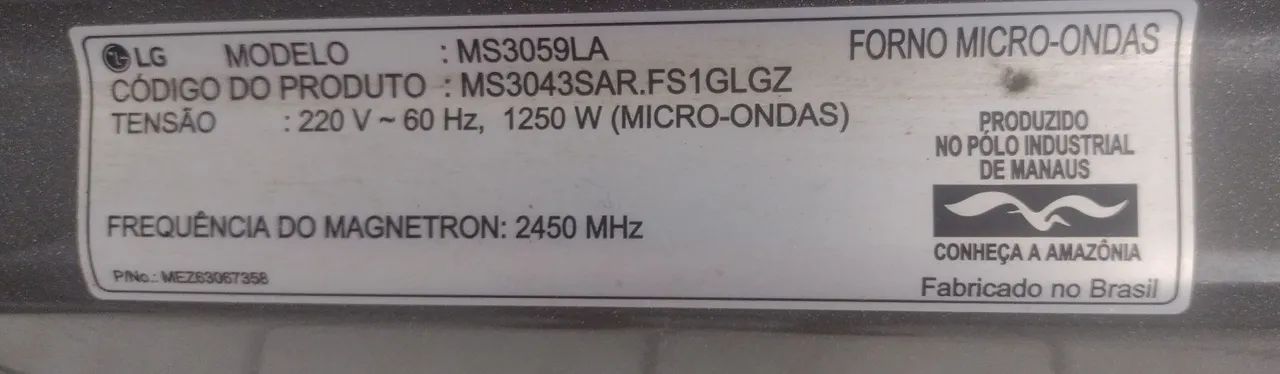 LG MODELO : MS3059LA
CÓDIGO DO PRODUTO : MS3043SAR.FS1GLGZ
TENSÃO : 220 V ~ 60 Hz, 1250 W (MICRO-ONDAS)
FREQUÊNCIA DO MAGNETRON: 2450 MHz
P/No.: MEZ63067358
FORNO MICRO-ONDAS
PRODUZIDO
NO PÓLO INDUSTRIAL
DE MANAUS
CONHEÇA A AMAZÔNIA
Fabricado no Brasil